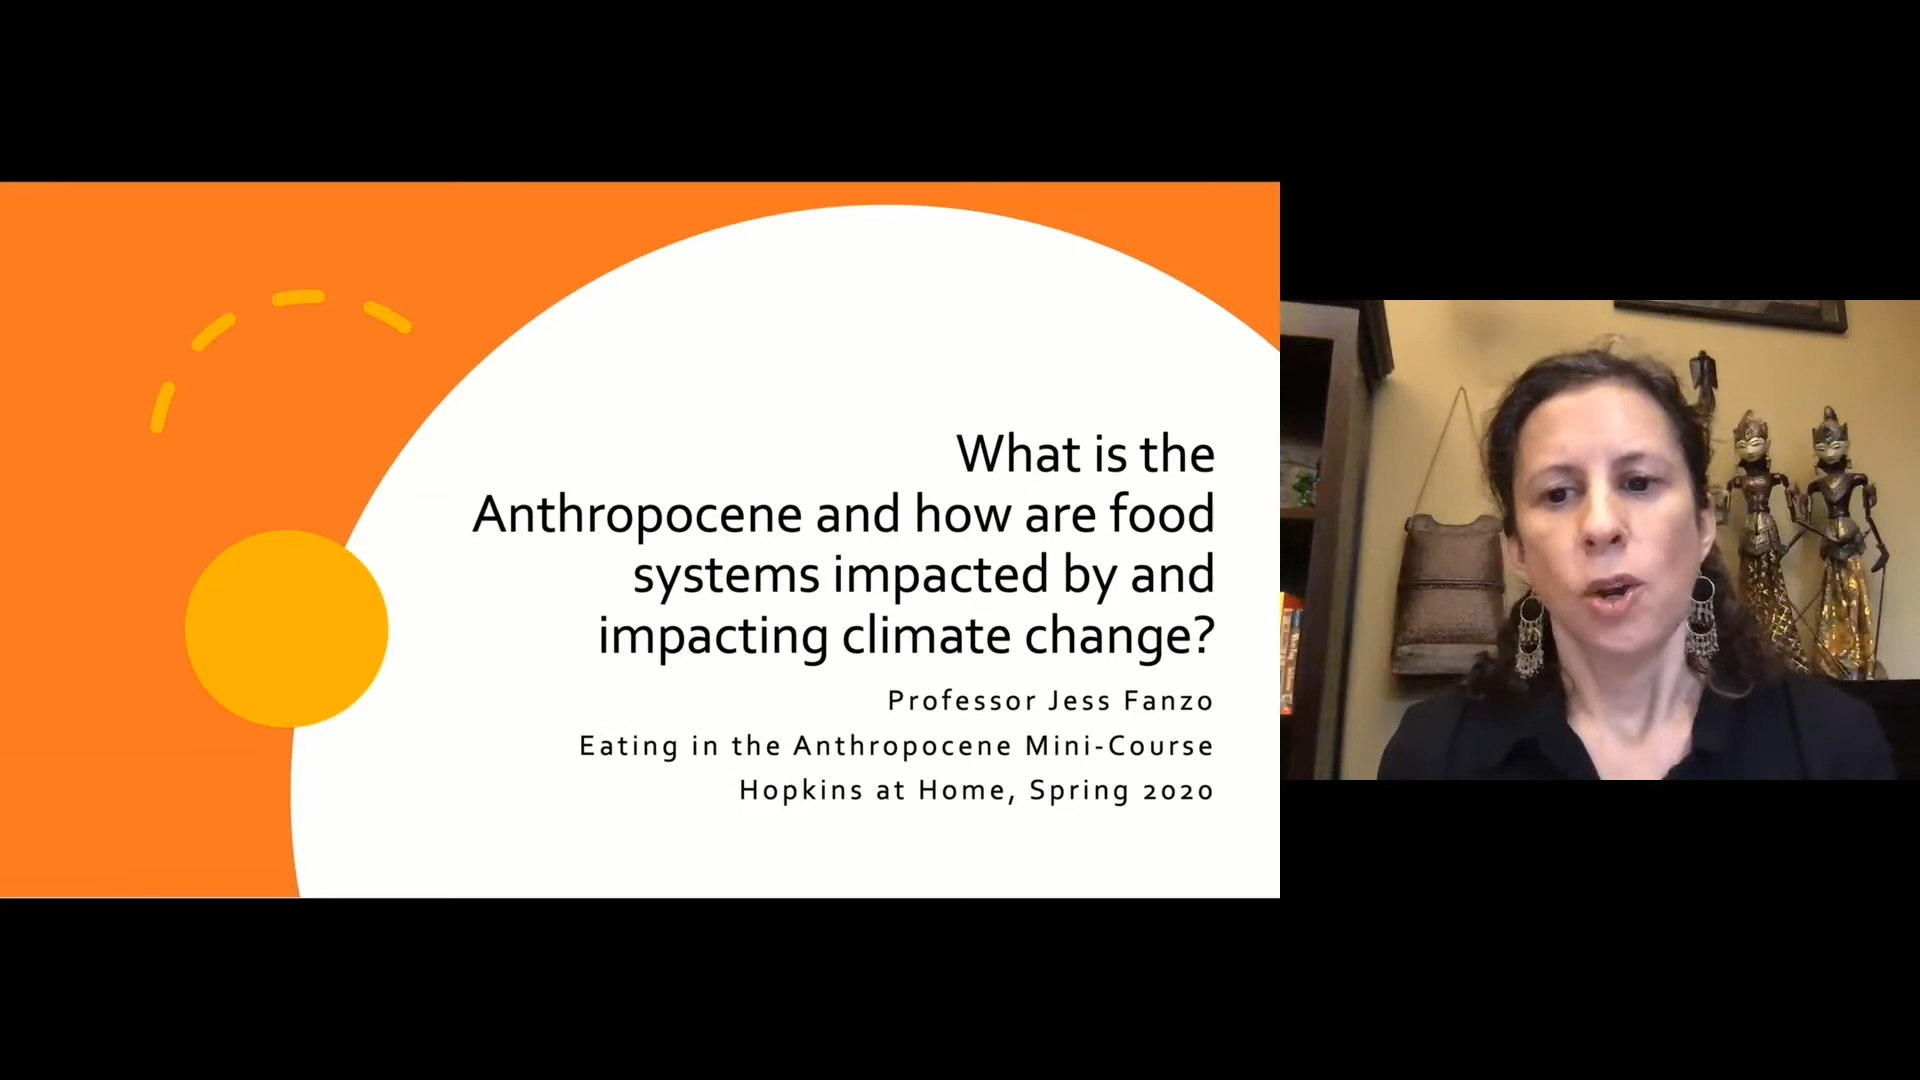 What is the
Anthropocene and how are food
systems impacted by and
impacting climate change?
Professor Jess Fanzo
Eating in the Anthropocene Mini-Course
Hopkins at Home, Spring 2020